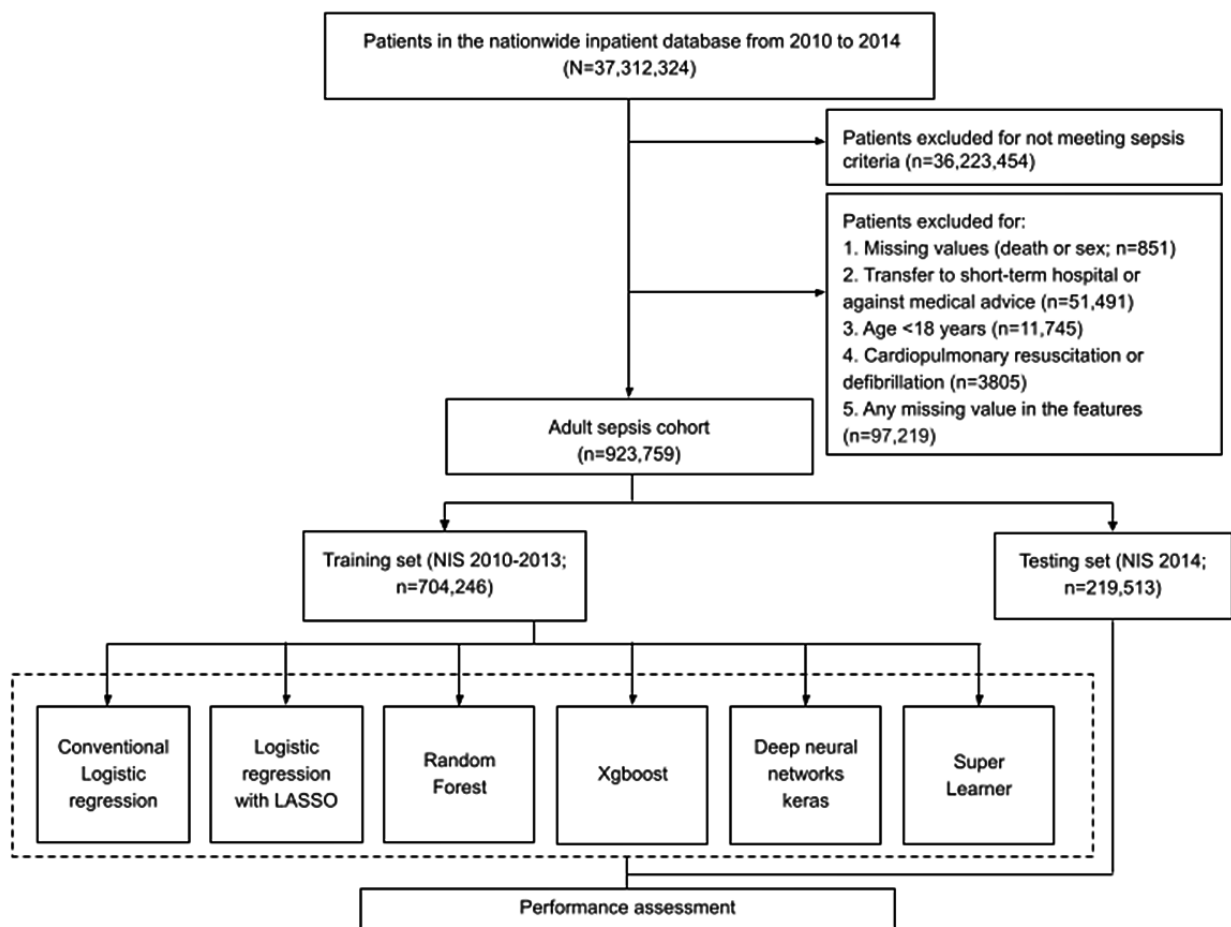 Patients in the nationwide inpatient database from 2010 to 2014
(N=37,312,324)
Patients excluded for not meeting sepsis
criteria (n=36,223,454)
Patients excluded for:
1. Missing values (death or sex; n=851)
2. Transfer to short-term hospital or
against medical advice (n=51,491)
3. Age <18 years (n=11,745)
4. Cardiopulmonary resuscitation or
defibrillation (n=3805)
5. Any missing value in the features
(n=97,219)
Adult sepsis cohort
(n=923,759)
Training set (NIS 2010-2013;
n=704,246)
Testing set (NIS 2014;
n=219,513)
Conventional
Logistic
regression
Logistic
regression
with LASSO
Random
Forest
Xgboost
Deep neural
networks
keras
Super
Learner
Performance assessment